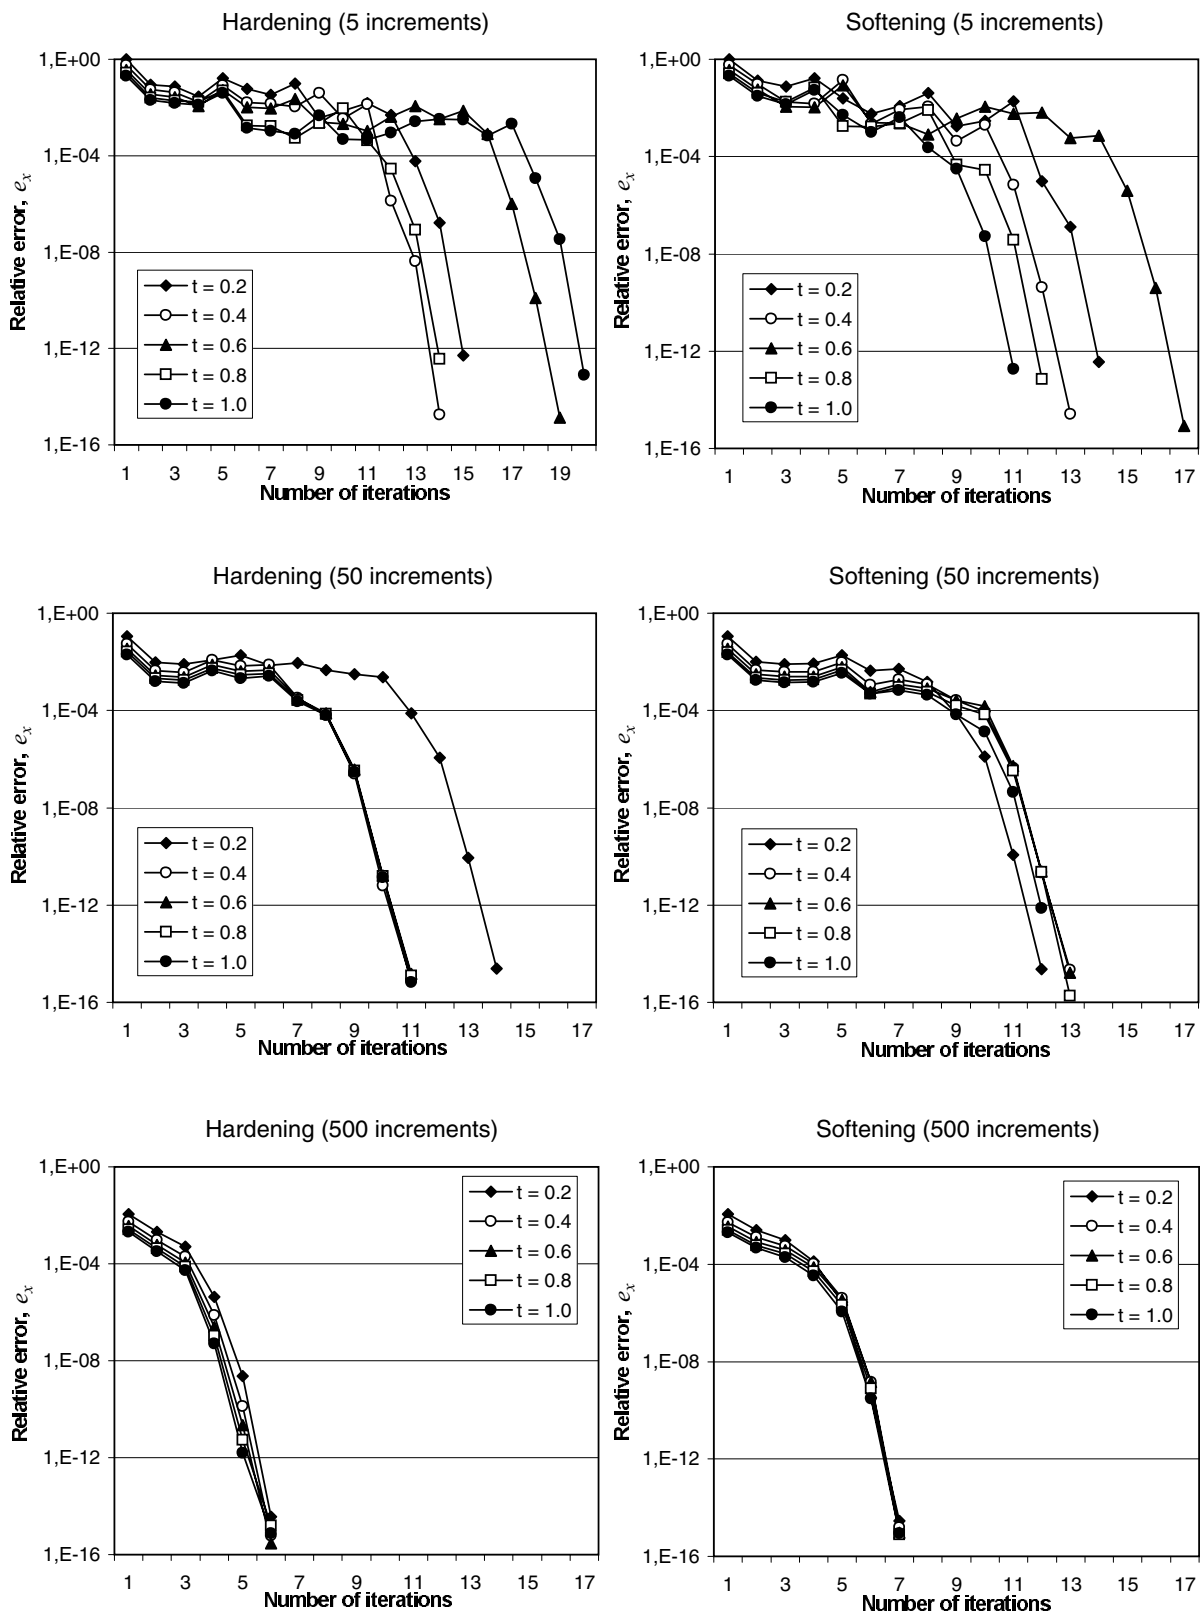 Hardening (5 increments)
1,E+00
1,E-04
1,E-08
1,E-12
1,E-16
Relative error, ex
t = 0.2
t = 0.4
t = 0.6
t = 0.8
t = 1.0
1 3 5 7 9 11 13 15 17 19
Number of iterations
Softening (5 increments)
1,E+00
1,E-04
1,E-08
1,E-12
1,E-16
Relative error, ex
t = 0.2
t = 0.4
t = 0.6
t = 0.8
t = 1.0
1 3 5 7 9 11 13 15 17
Number of iterations
Hardening (50 increments)
1,E+00
1,E-04
1,E-08
1,E-12
1,E-16
Relative error, ex
t = 0.2
t = 0.4
t = 0.6
t = 0.8
t = 1.0
1 3 5 7 9 11 13 15 17
Number of iterations
Softening (50 increments)
1,E+00
1,E-04
1,E-08
1,E-12
1,E-16
Relative error, ex
t = 0.2
t = 0.4
t = 0.6
t = 0.8
t = 1.0
1 3 5 7 9 11 13 15 17
Number of iterations
Hardening (500 increments)
1,E+00
1,E-04
1,E-08
1,E-12
1,E-16
Relative error, ex
t = 0.2
t = 0.4
t = 0.6
t = 0.8
t = 1.0
1 3 5 7 9 11 13 15 17
Number of iterations
Softening (500 increments)
1,E+00
1,E-04
1,E-08
1,E-12
1,E-16
Relative error, ex
t = 0.2
t = 0.4
t = 0.6
t = 0.8
t = 1.0
1 3 5 7 9 11 13 15 17
Number of iterations